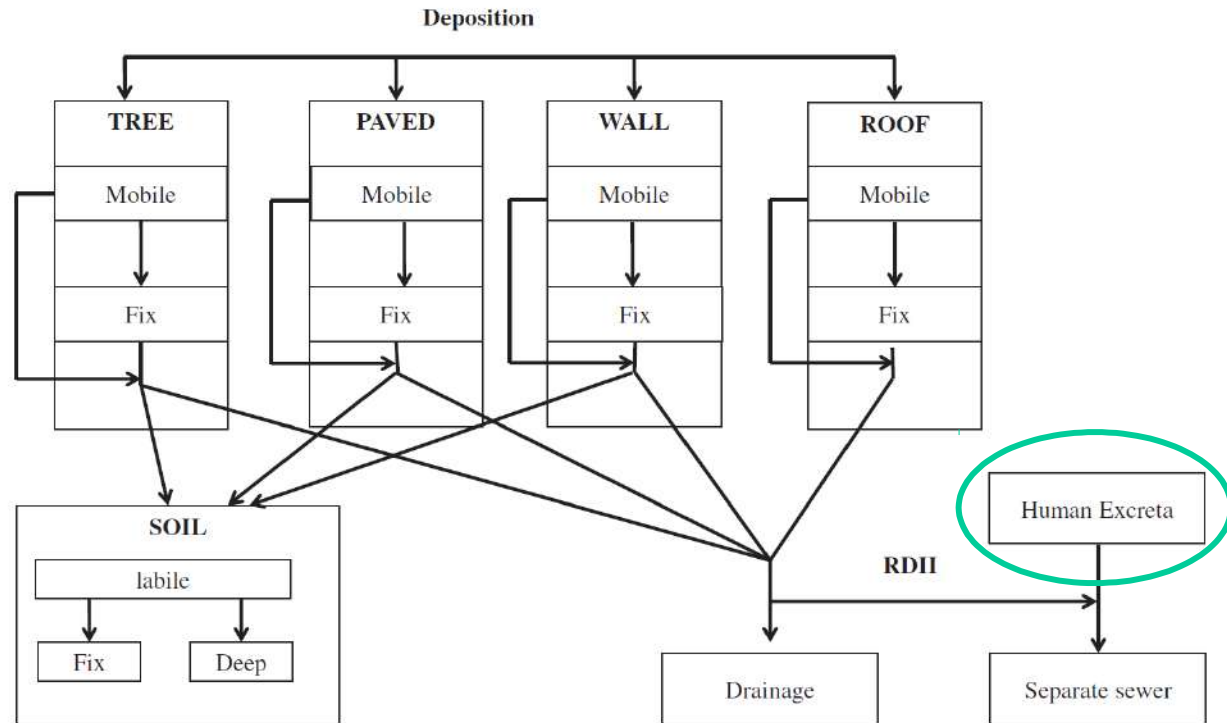 Deposition
TREE
PAVED
WALL
ROOF
Mobile
Mobile
Mobile
Mobile
Fix
Fix
Fix
Fix
SOIL
labile
Fix
Deep
Human Excreta
RDII
Drainage
Separate sewer